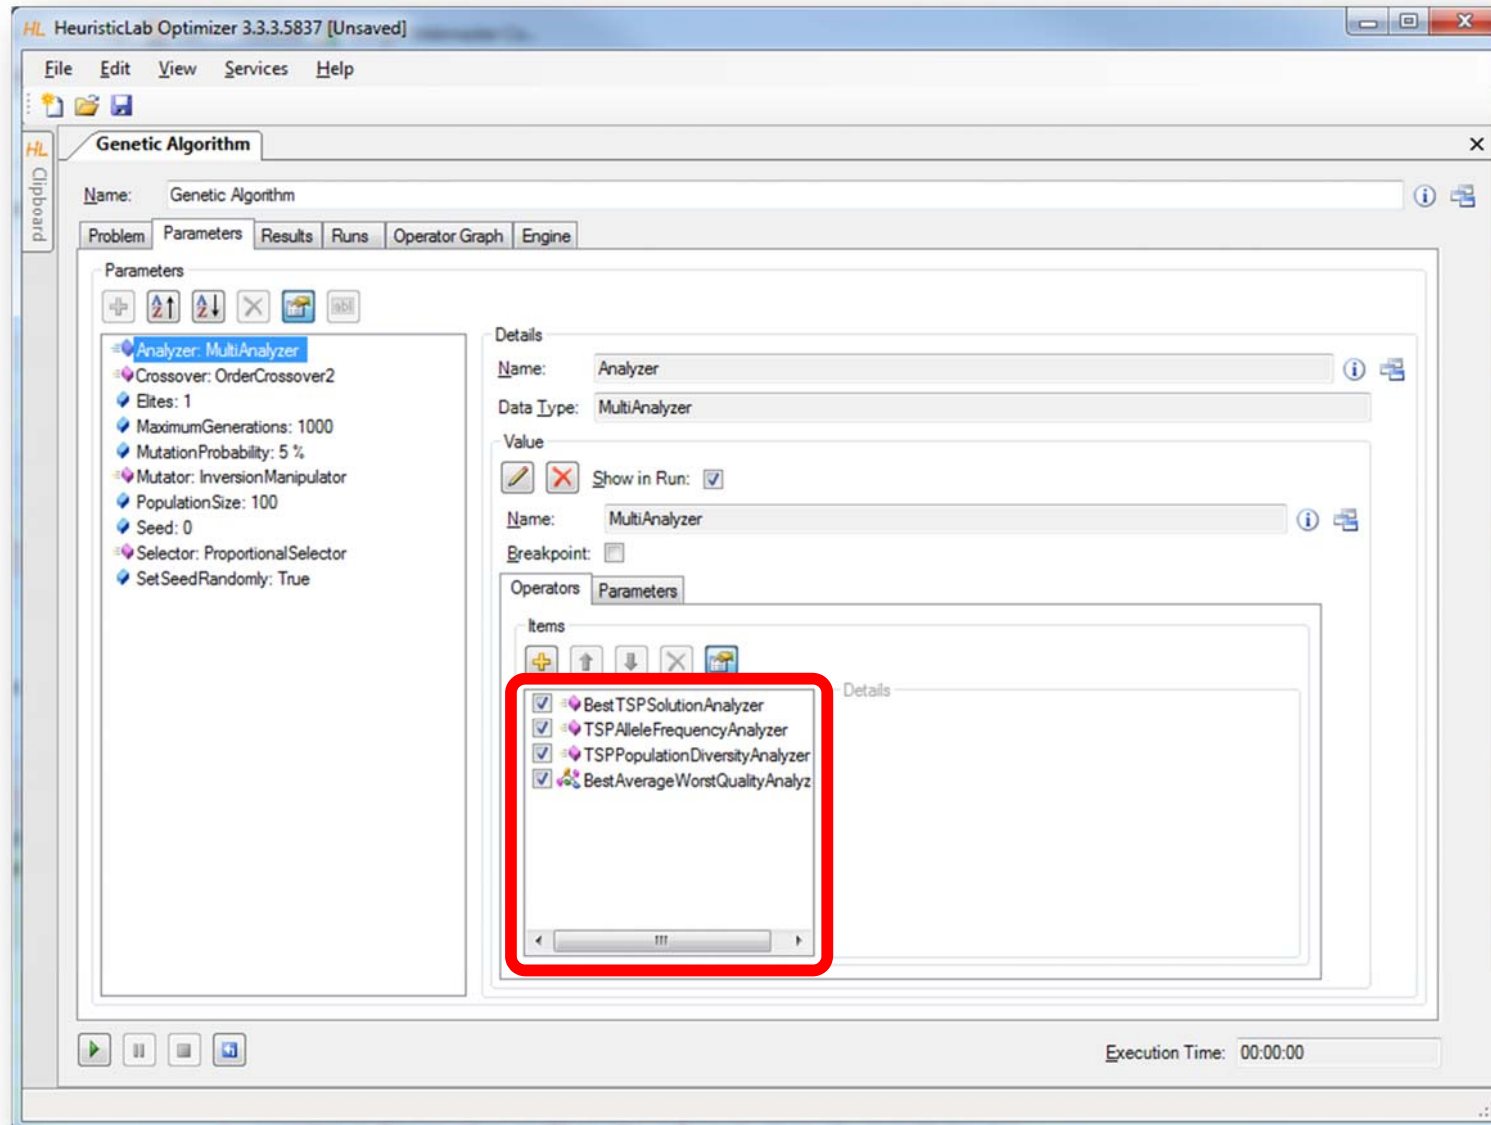 HL HeuristicLab Optimizer 3.3.3.5837 [Unsaved]
File Edit View Services Help
HL Clipboard
Genetic Algorithm
Name: Genetic Algorithm
Problem Parameters Results Runs Operator Graph Engine
Parameters
Analyzer: MultiAnalyzer
Crossover: OrderCrossover2
Elites: 1
MaximumGenerations: 1000
MutationProbability: 5 %
Mutator: InversionManipulator
PopulationSize: 100
Seed: 0
Selector: ProportionalSelector
SetSeedRandomly: True
Details
Name: Analyzer
Data Type: MultiAnalyzer
Value
Show in Run:
Name: MultiAnalyzer
Breakpoint:
Operators Parameters
Items
Details
BestTSPSolutionAnalyzer
TSPAlleleFrequencyAnalyzer
TSPPopulationDiversityAnalyzer
BestAverageWorstQualityAnalyz
Execution Time: 00:00:00